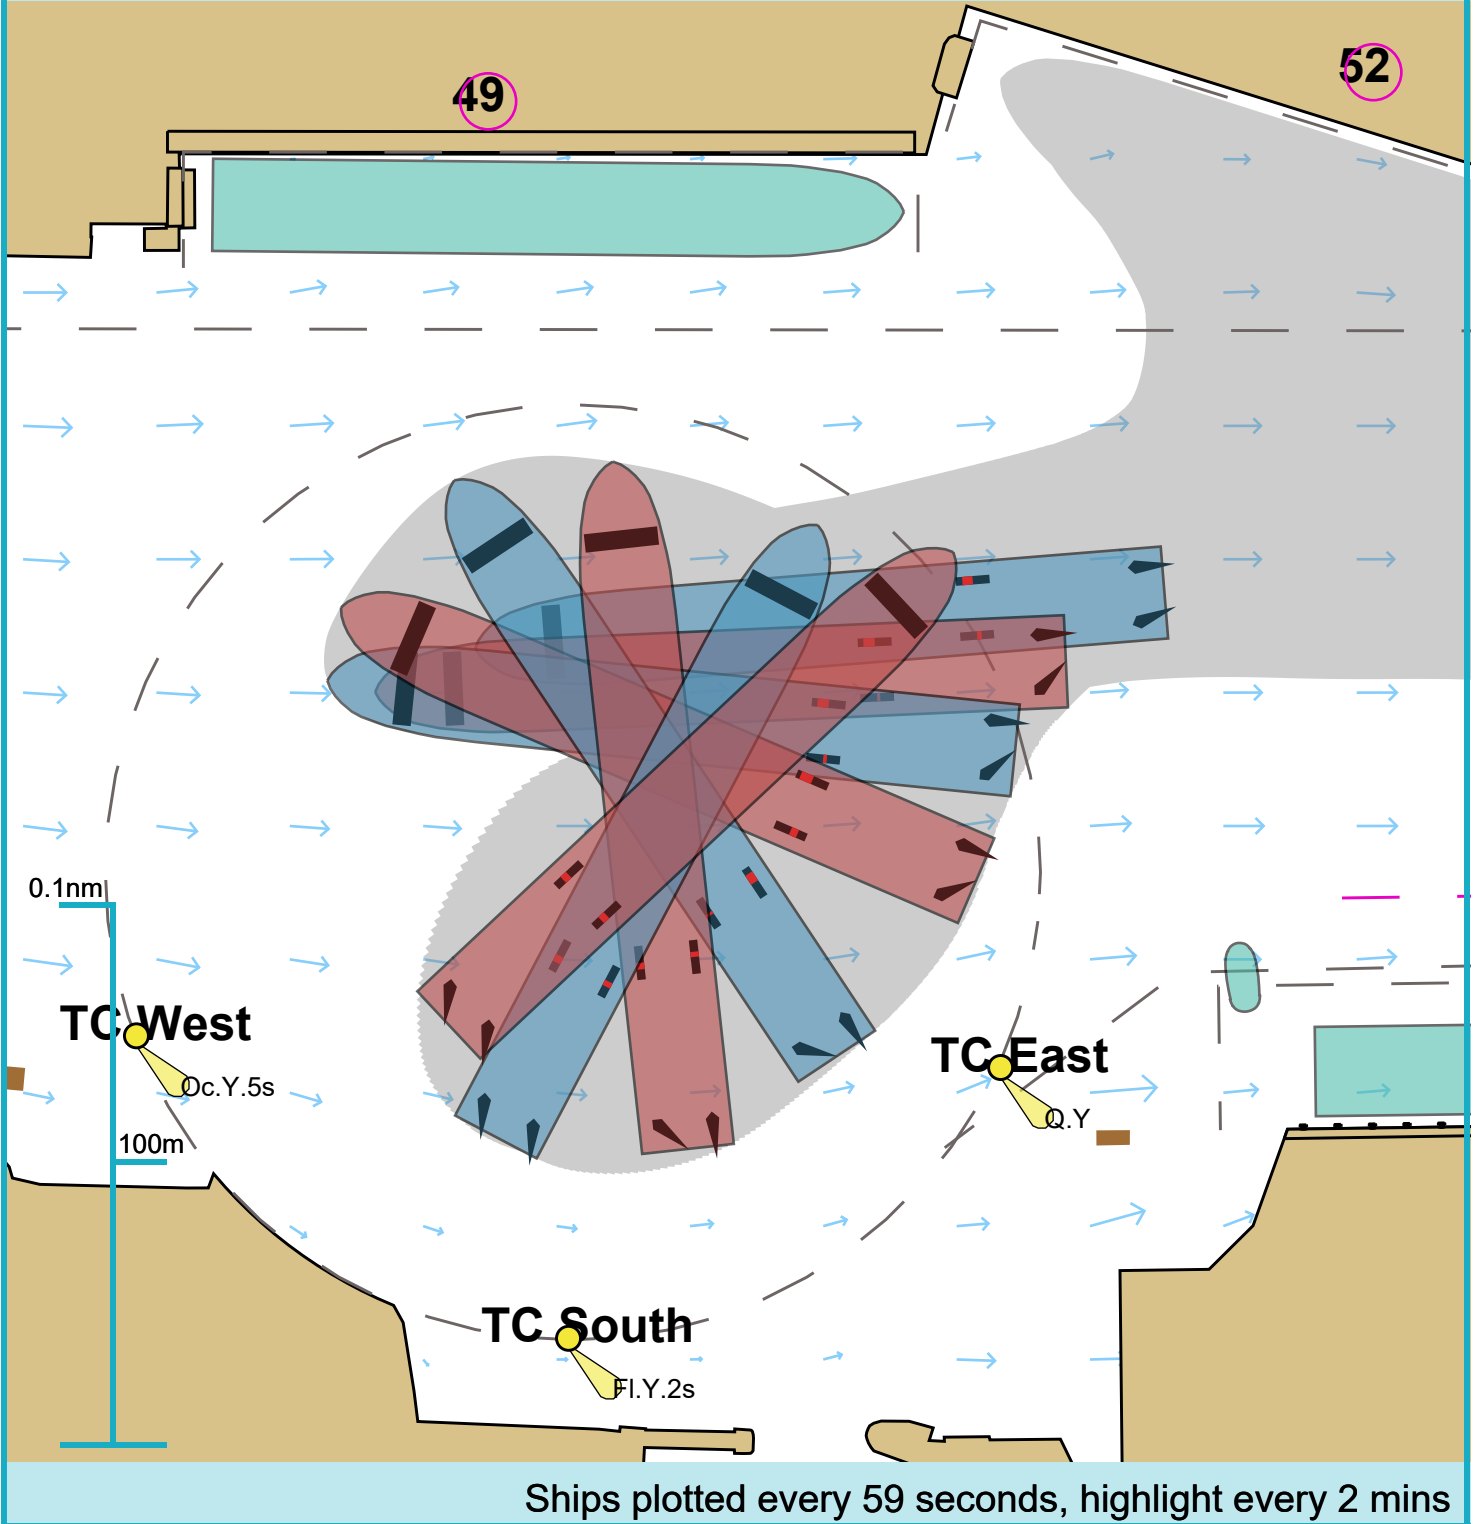 49
52
0.1nm
TC West
Oc.Y.5s
TC East
Q.Y
100m
TC South
Fl.Y.2s
Ships plotted every 59 seconds, highlight every 2 mins